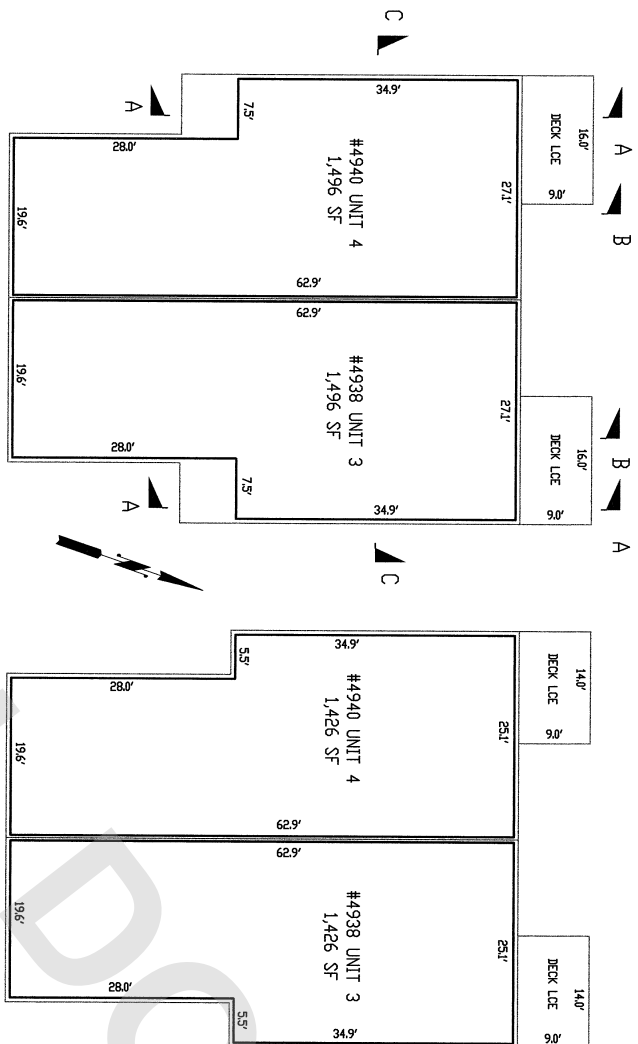 C
A
16.0'
DECK LCE
9.0'
A
B
34.9'
7.5'
27.1'
#4940 UNIT 4
1,496 SF
28.0'
19.6'
62.9'
62.9'
#4938 UNIT 3
1,496 SF
27.1'
19.6'
28.0'
7.5'
34.9'
16.0'
DECK LCE
9.0'
B
A
A
C
34.9'
5.5'
14.0'
DECK LCE
9.0'
25.1'
#4940 UNIT 4
1,426 SF
28.0'
19.6'
62.9'
62.9'
#4938 UNIT 3
1,426 SF
25.1'
19.6'
28.0'
5.5'
34.9'
14.0'
DECK LCE
9.0'